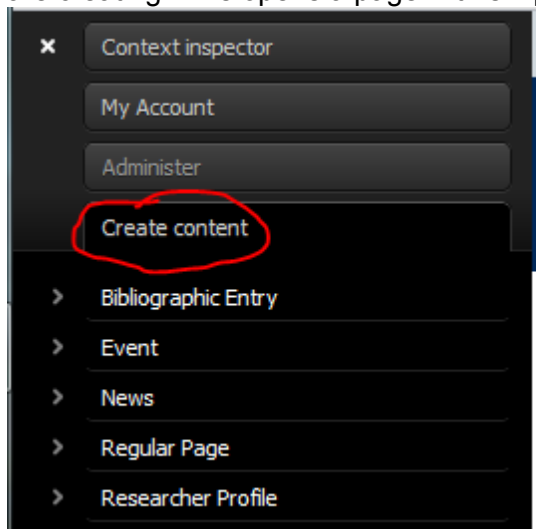 Context inspector
My Account
Administer
Create content
Bibliographic Entry
Event
News
Regular Page
Researcher Profile